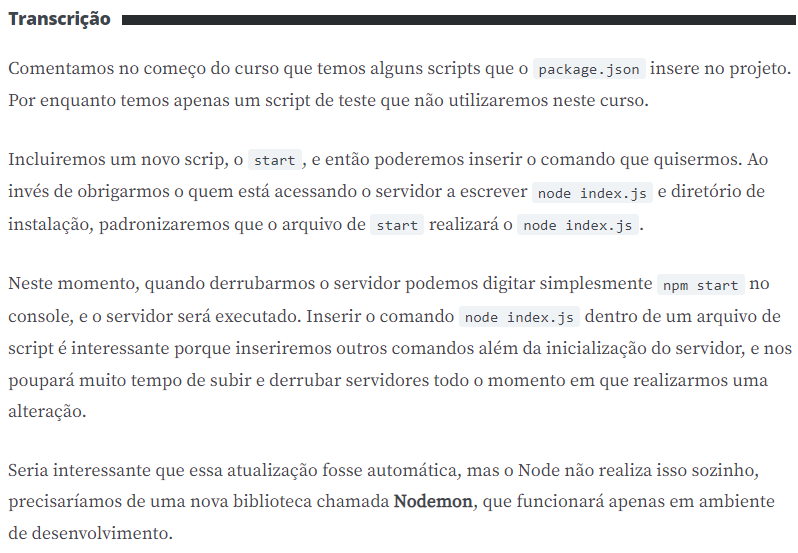 Transcrição
Comentamos no começo do curso que temos alguns scripts que o package.json insere no projeto.
Por enquanto temos apenas um script de teste que não utilizaremos neste curso.
Incluiremos um novo scrip, o start, e então poderemos inserir o comando que quisermos. Ao
invés de obrigarmos o quem está acessando o servidor a escrever node index.js e diretório de
instalação, padronizaremos que o arquivo de start realizará o node index.js.
Neste momento, quando derrubarmos o servidor podemos digitar simplesmente npm start no
console, e o servidor será executado. Inserir o comando node index.js dentro de um arquivo de
script é interessante porque inseriremos outros comandos além da inicialização do servidor, e nos
poupará muito tempo de subir e derrubar servidores todo o momento em que realizarmos uma
alteração.
Seria interessante que essa atualização fosse automática, mas o Node não realiza isso sozinho,
precisaríamos de uma nova biblioteca chamada Nodemon, que funcionará apenas em ambiente
de desenvolvimento.